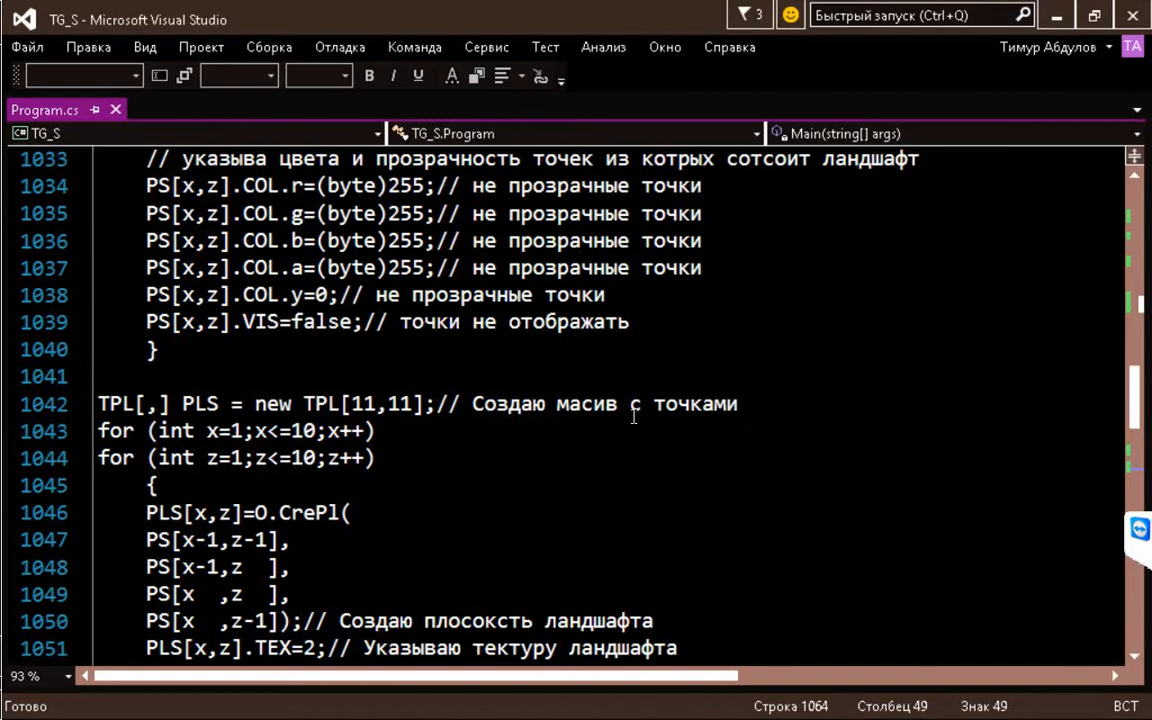 TG_S - Microsoft Visual Studio
3
Быстрый запуск (Ctrl+Q)
Файл Правка Вид Проект Сборка Отладка Команда Сервис Тест Анализ Окно Справка Тимур Абдулов ТА
B I U A
Program.cs
TG_S TG_S.Program Main(string[] args)
1033 // указыва цвета и прозрачность точек из котрых сотсоит ландшафт
1034 PS[x,z].COL.r=(byte)255;// не прозрачные точки
1035 PS[x,z].COL.g=(byte)255;// не прозрачные точки
1036 PS[x,z].COL.b=(byte)255;// не прозрачные точки
1037 PS[x,z].COL.a=(byte)255;// не прозрачные точки
1038 PS[x,z].COL.y=0;// не прозрачные точки
1039 PS[x,z].VIS=false;// точки не отображать
1040 }
1041
1042 TPL[,] PLS = new TPL[11,11];// Создаю масив с точками
1043 for (int x=1;x<=10;x++)
1044 for (int z=1;z<=10;z++)
1045 {
1046 PLS[x,z]=O.CrePl(
1047 PS[x-1,z-1],
1048 PS[x-1,z  ],
1049 PS[x  ,z  ],
1050 PS[x  ,z-1]);// Создаю плосоксть ландшафта
1051 PLS[x,z].TEX=2;// Указываю тектуру ландшафта
93 %
Готово Строка 1064 Столбец 49 Знак 49 ВСТ